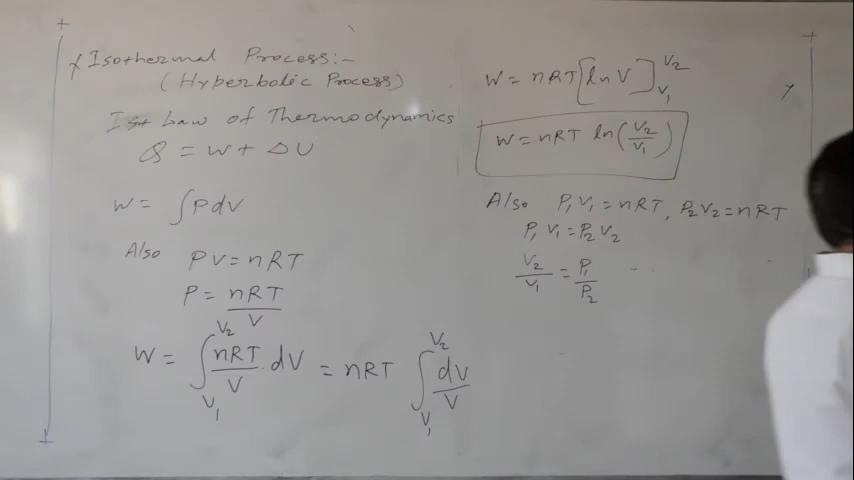 * Isothermal Process:-
(Hyperbolic Process)
Ist Law of Thermodynamics
Q = W + ΔU
W = ∫PdV
Also PV = nRT
P = nRT/V
W = ∫_{V1}^{V2} nRT/V . dV = nRT ∫_{V1}^{V2} dV/V
W = nRT [ln V]_{V1}^{V2}
W = nRT ln(V2/V1)
Also P1V1 = nRT, P2V2 = nRT
P1V1 = P2V2
V2/V1 = P1/P2